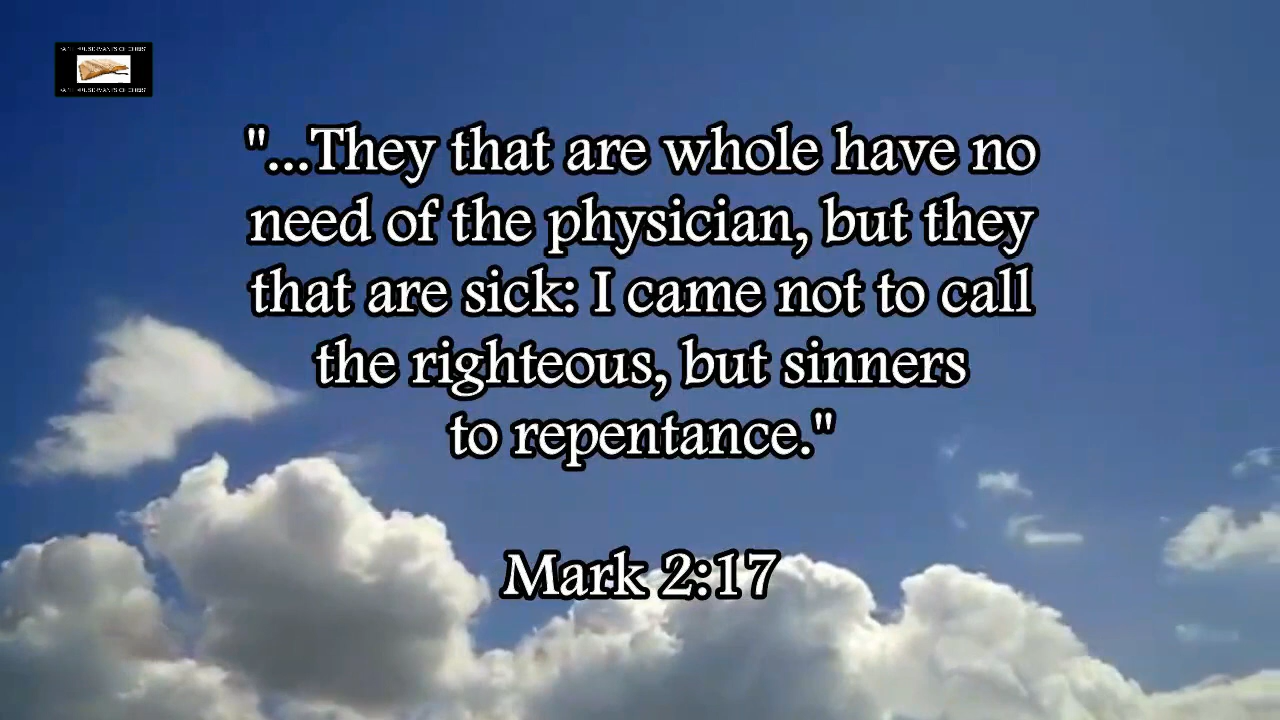 "...They that are whole have no
need of the physician, but they
that are sick: I came not to call
the righteous, but sinners
to repentance."
Mark 2:17